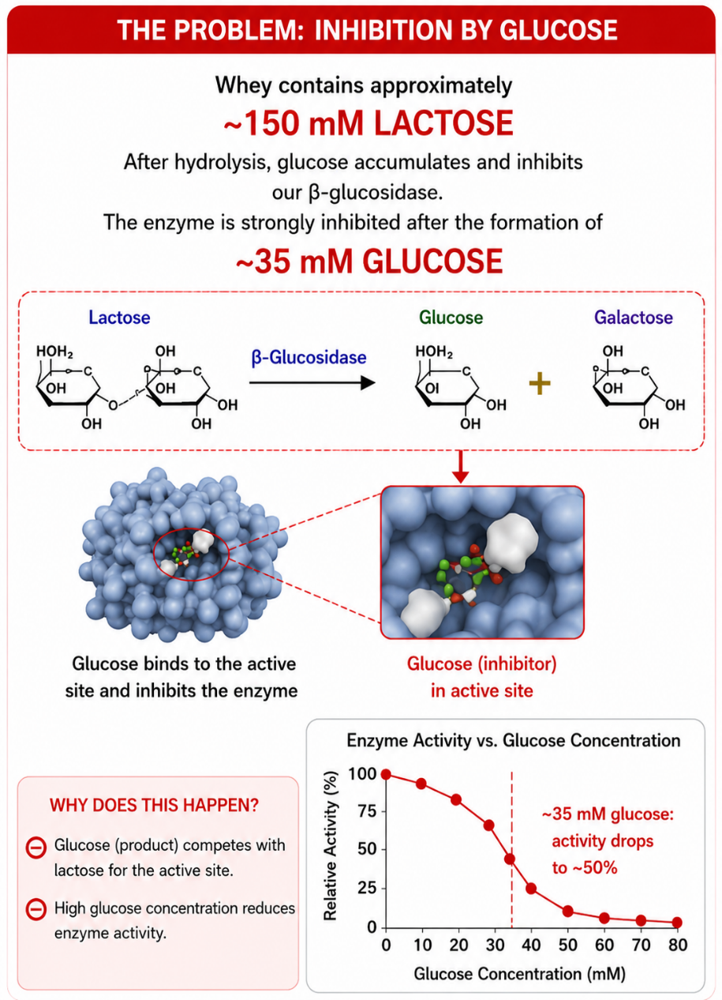 THE PROBLEM: INHIBITION BY GLUCOSE
Whey contains approximately
~150 mM LACTOSE
After hydrolysis, glucose accumulates and inhibits
our β-glucosidase.
The enzyme is strongly inhibited after the formation of
~35 mM GLUCOSE
Lactose
β-Glucosidase
Glucose
+
Galactose
HOH₂
OH
O
C
OH
O
OH
O
O
C
OH
OH
OH
HOH₂
O
C
OI
OH
OH
OH
O
O
C
OH
OH
OH
Glucose binds to the active
site and inhibits the enzyme
Glucose (inhibitor)
in active site
WHY DOES THIS HAPPEN?
Glucose (product) competes with
lactose for the active site.
High glucose concentration reduces
enzyme activity.
Enzyme Activity vs. Glucose Concentration
Relative Activity (%)
100
75
50
25
0
~35 mM glucose:
activity drops
to ~50%
0 10 20 30 40 50 60 70 80
Glucose Concentration (mM)